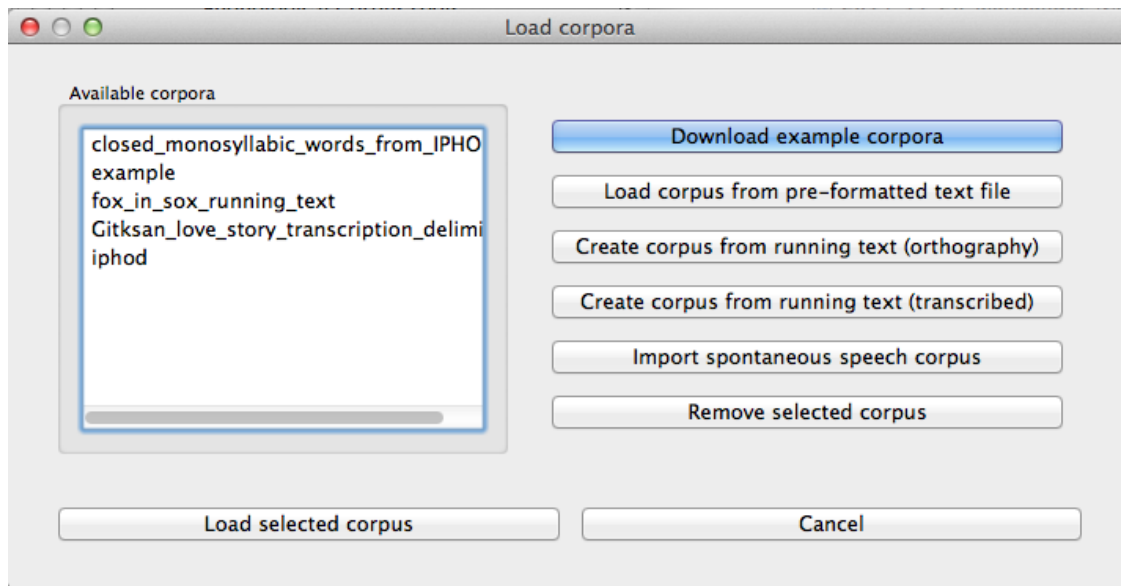 Load corpora
Available corpora
closed_monosyllabic_words_from_IPHO
example
fox_in_sox_running_text
Gitksan_love_story_transcription_delimi
iphod
Download example corpora
Load corpus from pre-formatted text file
Create corpus from running text (orthography)
Create corpus from running text (transcribed)
Import spontaneous speech corpus
Remove selected corpus
Load selected corpus
Cancel